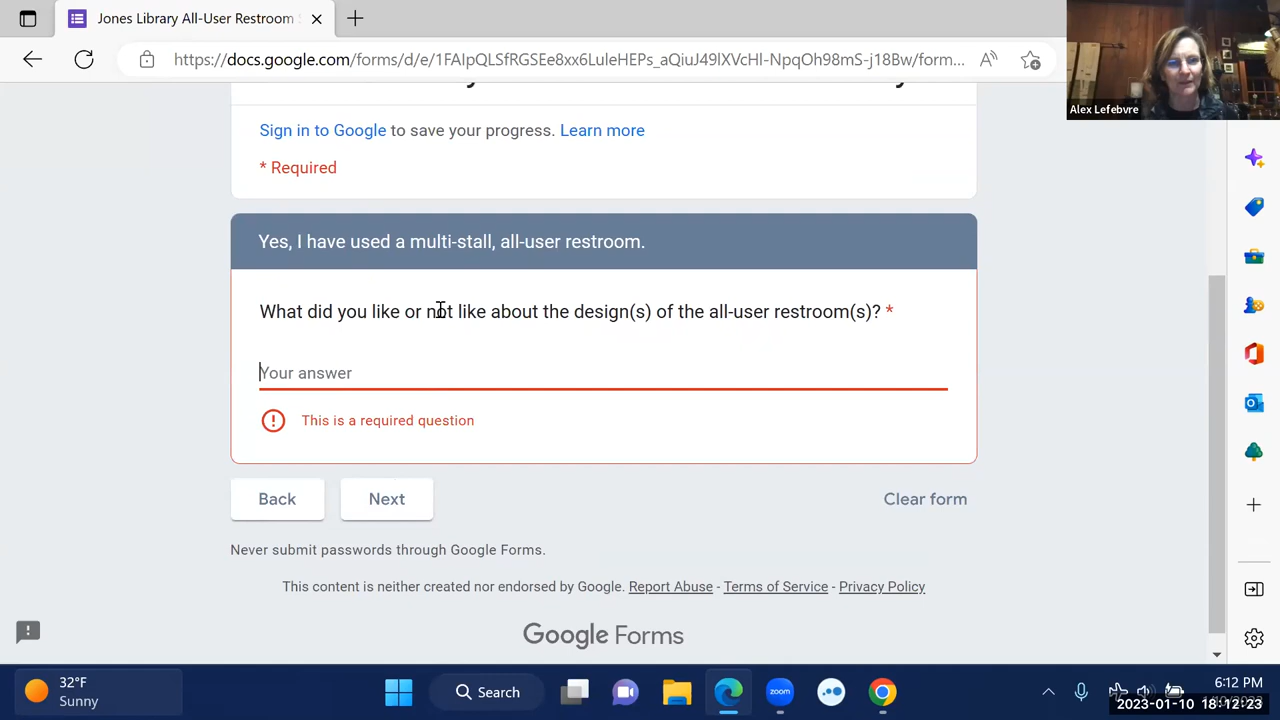 Jones Library All-User Restroom
https://docs.google.com/forms/d/e/1FAIpQLSfRGSEe8xx6LuleHEPs_aQiuJ49lXVcHI-NpqOh98mS-j18Bw/form...
Alex Lefebvre
Sign in to Google to save your progress. Learn more
* Required
Yes, I have used a multi-stall, all-user restroom.
What did you like or not like about the design(s) of the all-user restroom(s)? *
Your answer
This is a required question
Back
Next
Clear form
Never submit passwords through Google Forms.
This content is neither created nor endorsed by Google. Report Abuse - Terms of Service - Privacy Policy
Google Forms
32°F
Sunny
Search
zoom
6:12 PM
2023-01-10 18:12:23